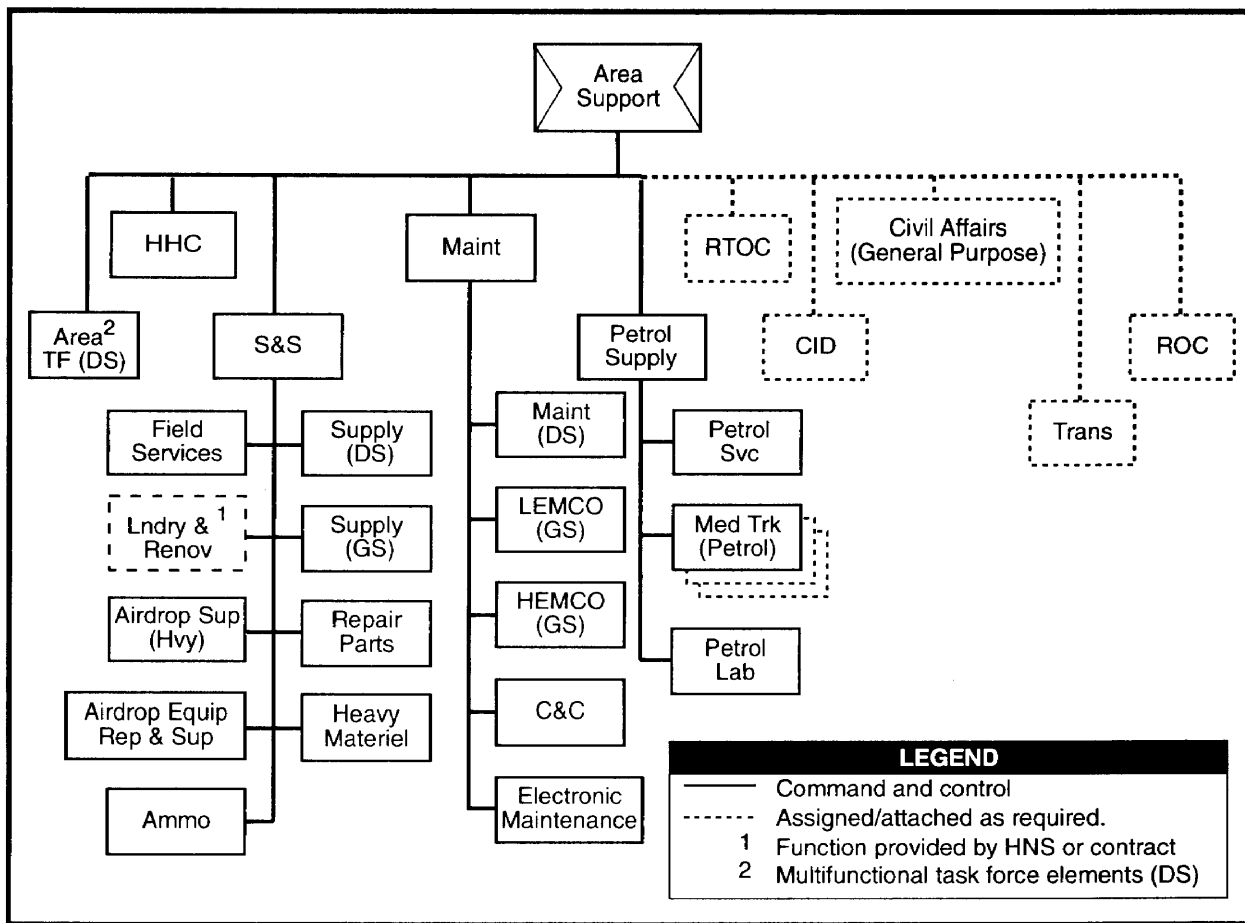 Area
Support
HHC
Maint
RTOC
Civil Affairs
(General Purpose)
Area2
TF (DS)
S&S
Petrol
Supply
CID
ROC
Trans
Field
Services
Supply
(DS)
Lndry & 1
Renov
Supply
(GS)
Airdrop Sup
(Hvy)
Repair
Parts
Airdrop Equip
Rep & Sup
Heavy
Materiel
Ammo
Maint
(DS)
LEMCO
(GS)
HEMCO
(GS)
C&C
Electronic
Maintenance
Petrol
Svc
Med Trk
(Petrol)
Petrol
Lab
LEGEND
Command and control
Assigned/attached as required.
1 Function provided by HNS or contract
2 Multifunctional task force elements (DS)